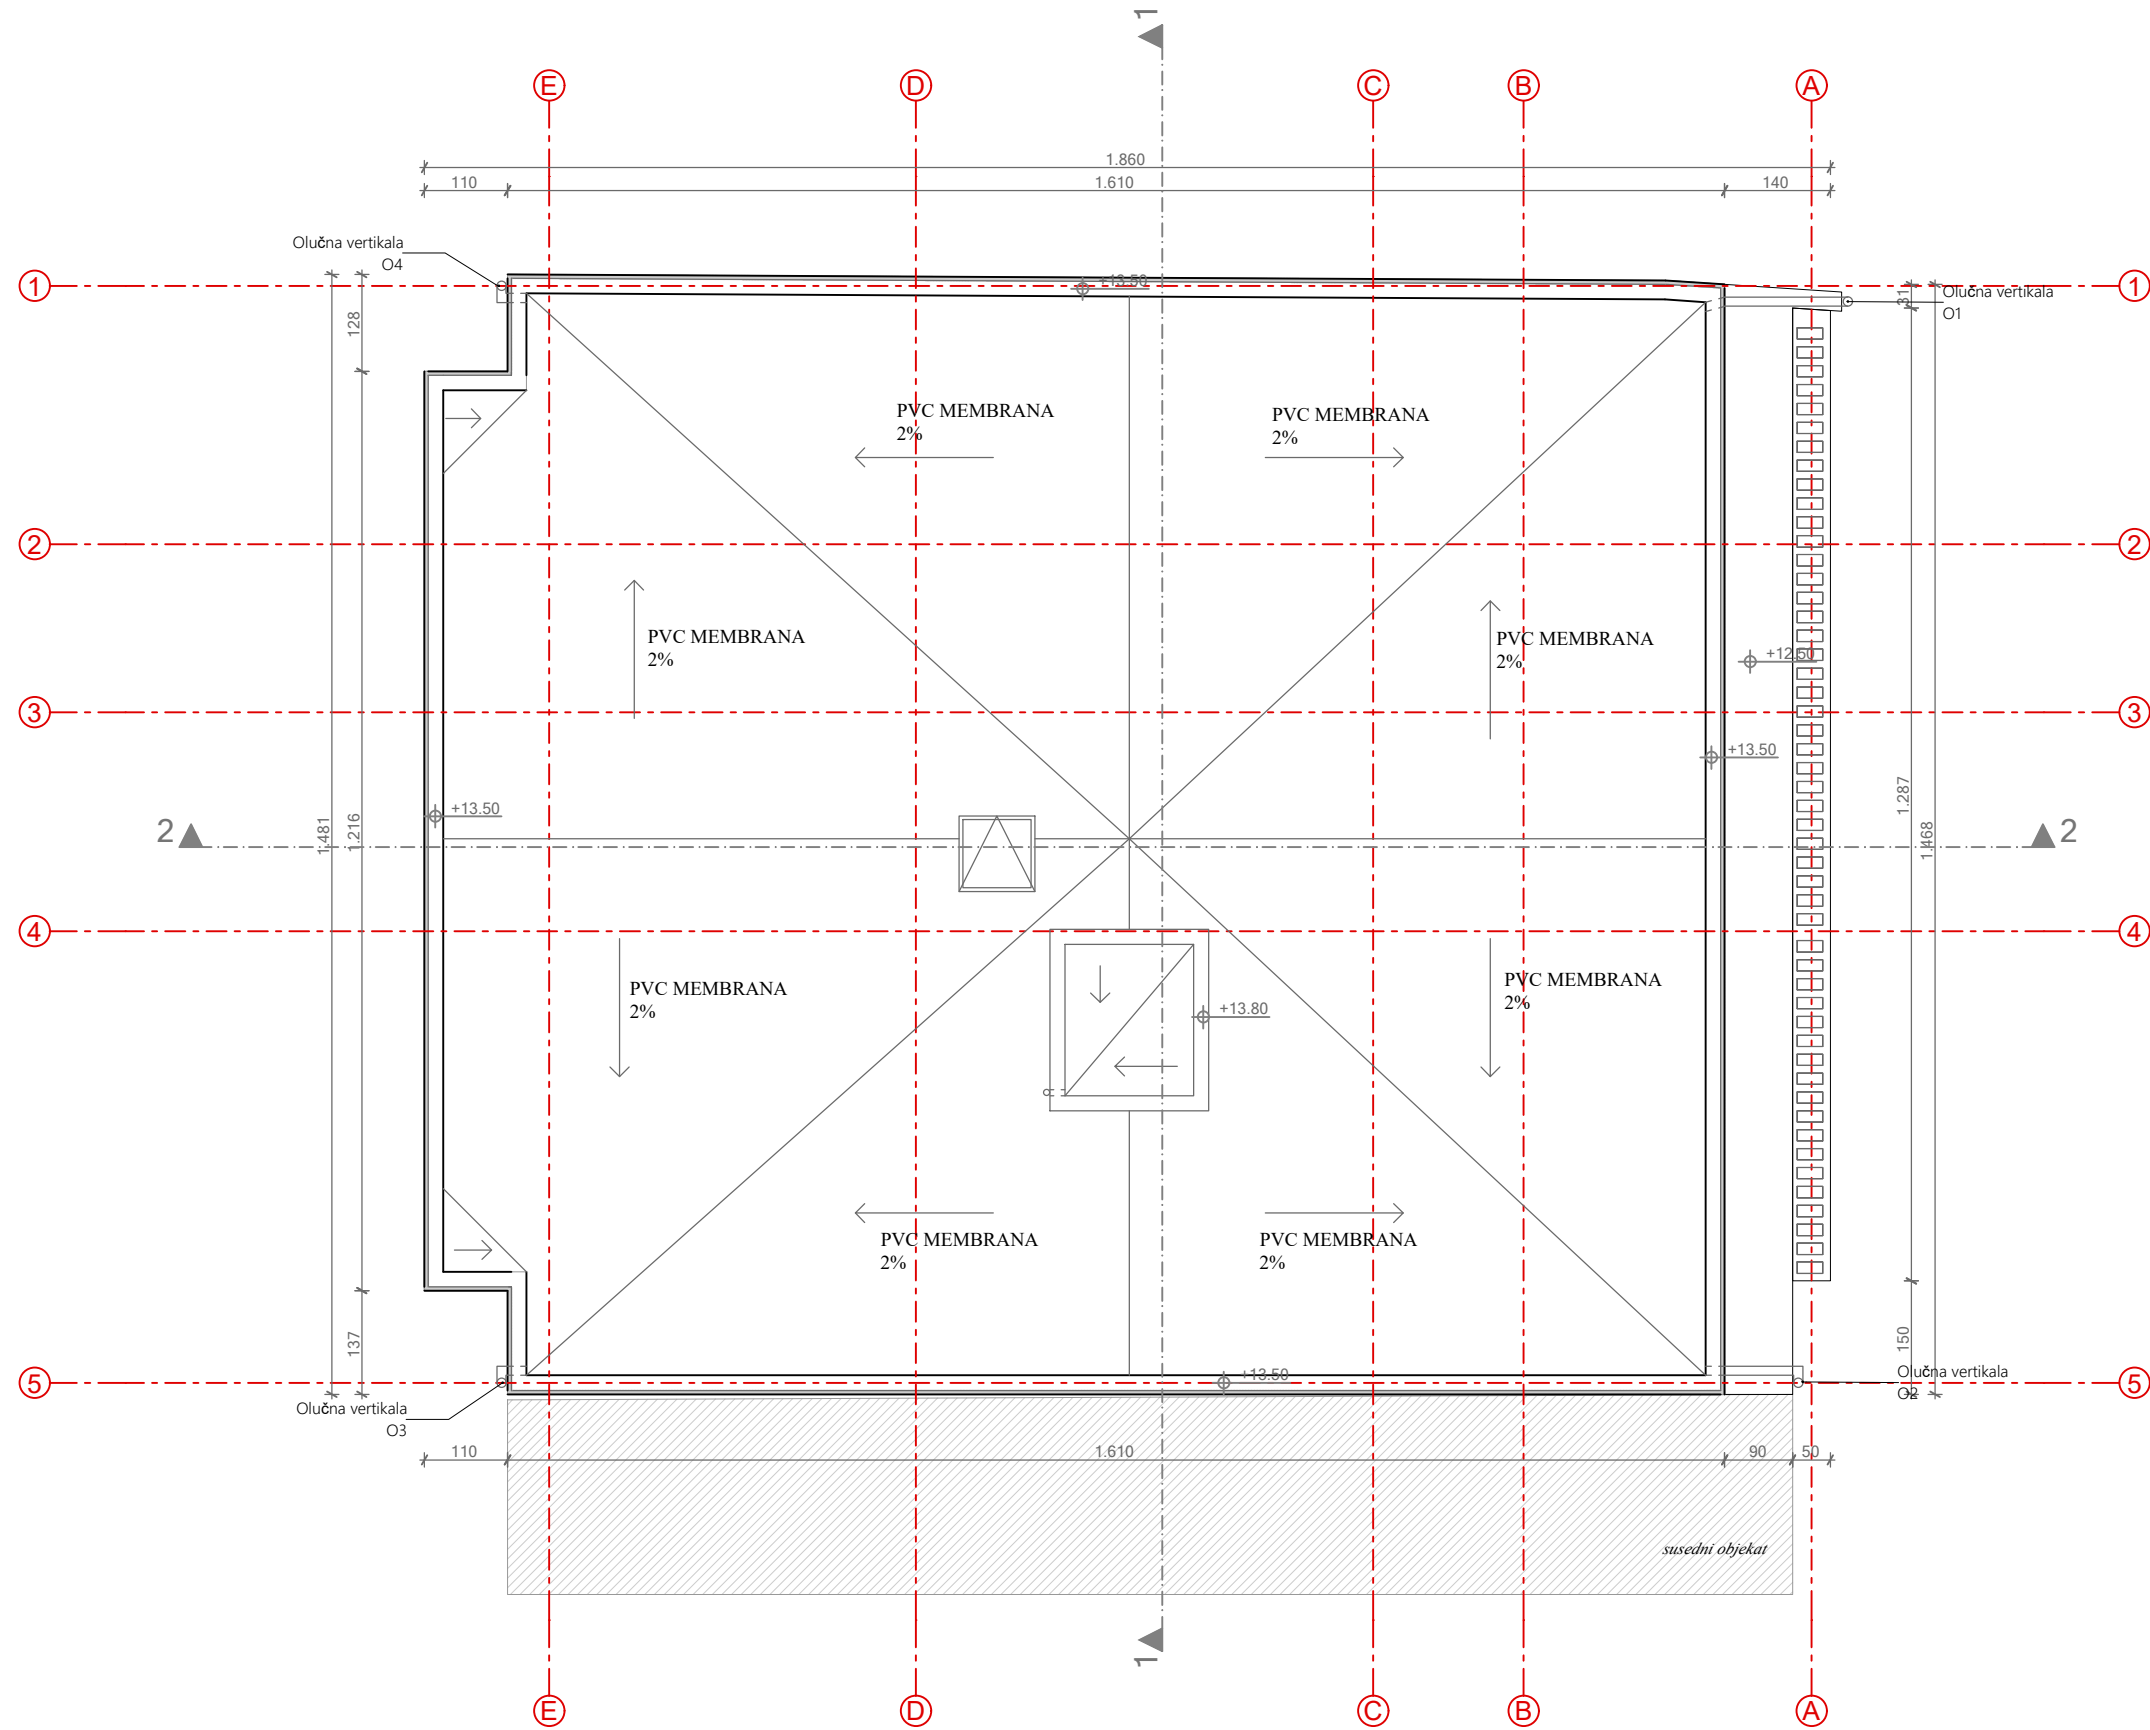 1
E
D
C
B
A
1.860
110
1.610
140
Olučna vertikala
O4
1
+13.50
31
Olučna vertikala
O1
1
128
PVC MEMBRANA
2%
PVC MEMBRANA
2%
2
2
PVC MEMBRANA
2%
PVC MEMBRANA
2%
+12.50
3
3
+13.50
+13.50
1.481
1.216
1.287
1.468
2
2
4
4
PVC MEMBRANA
2%
+13.80
PVC MEMBRANA
2%
PVC MEMBRANA
2%
PVC MEMBRANA
2%
137
150
5
+13.50
Olučna vertikala
O2
5
Olučna vertikala
O3
110
1.610
90
50
susedni objekat
1
E
D
C
B
A